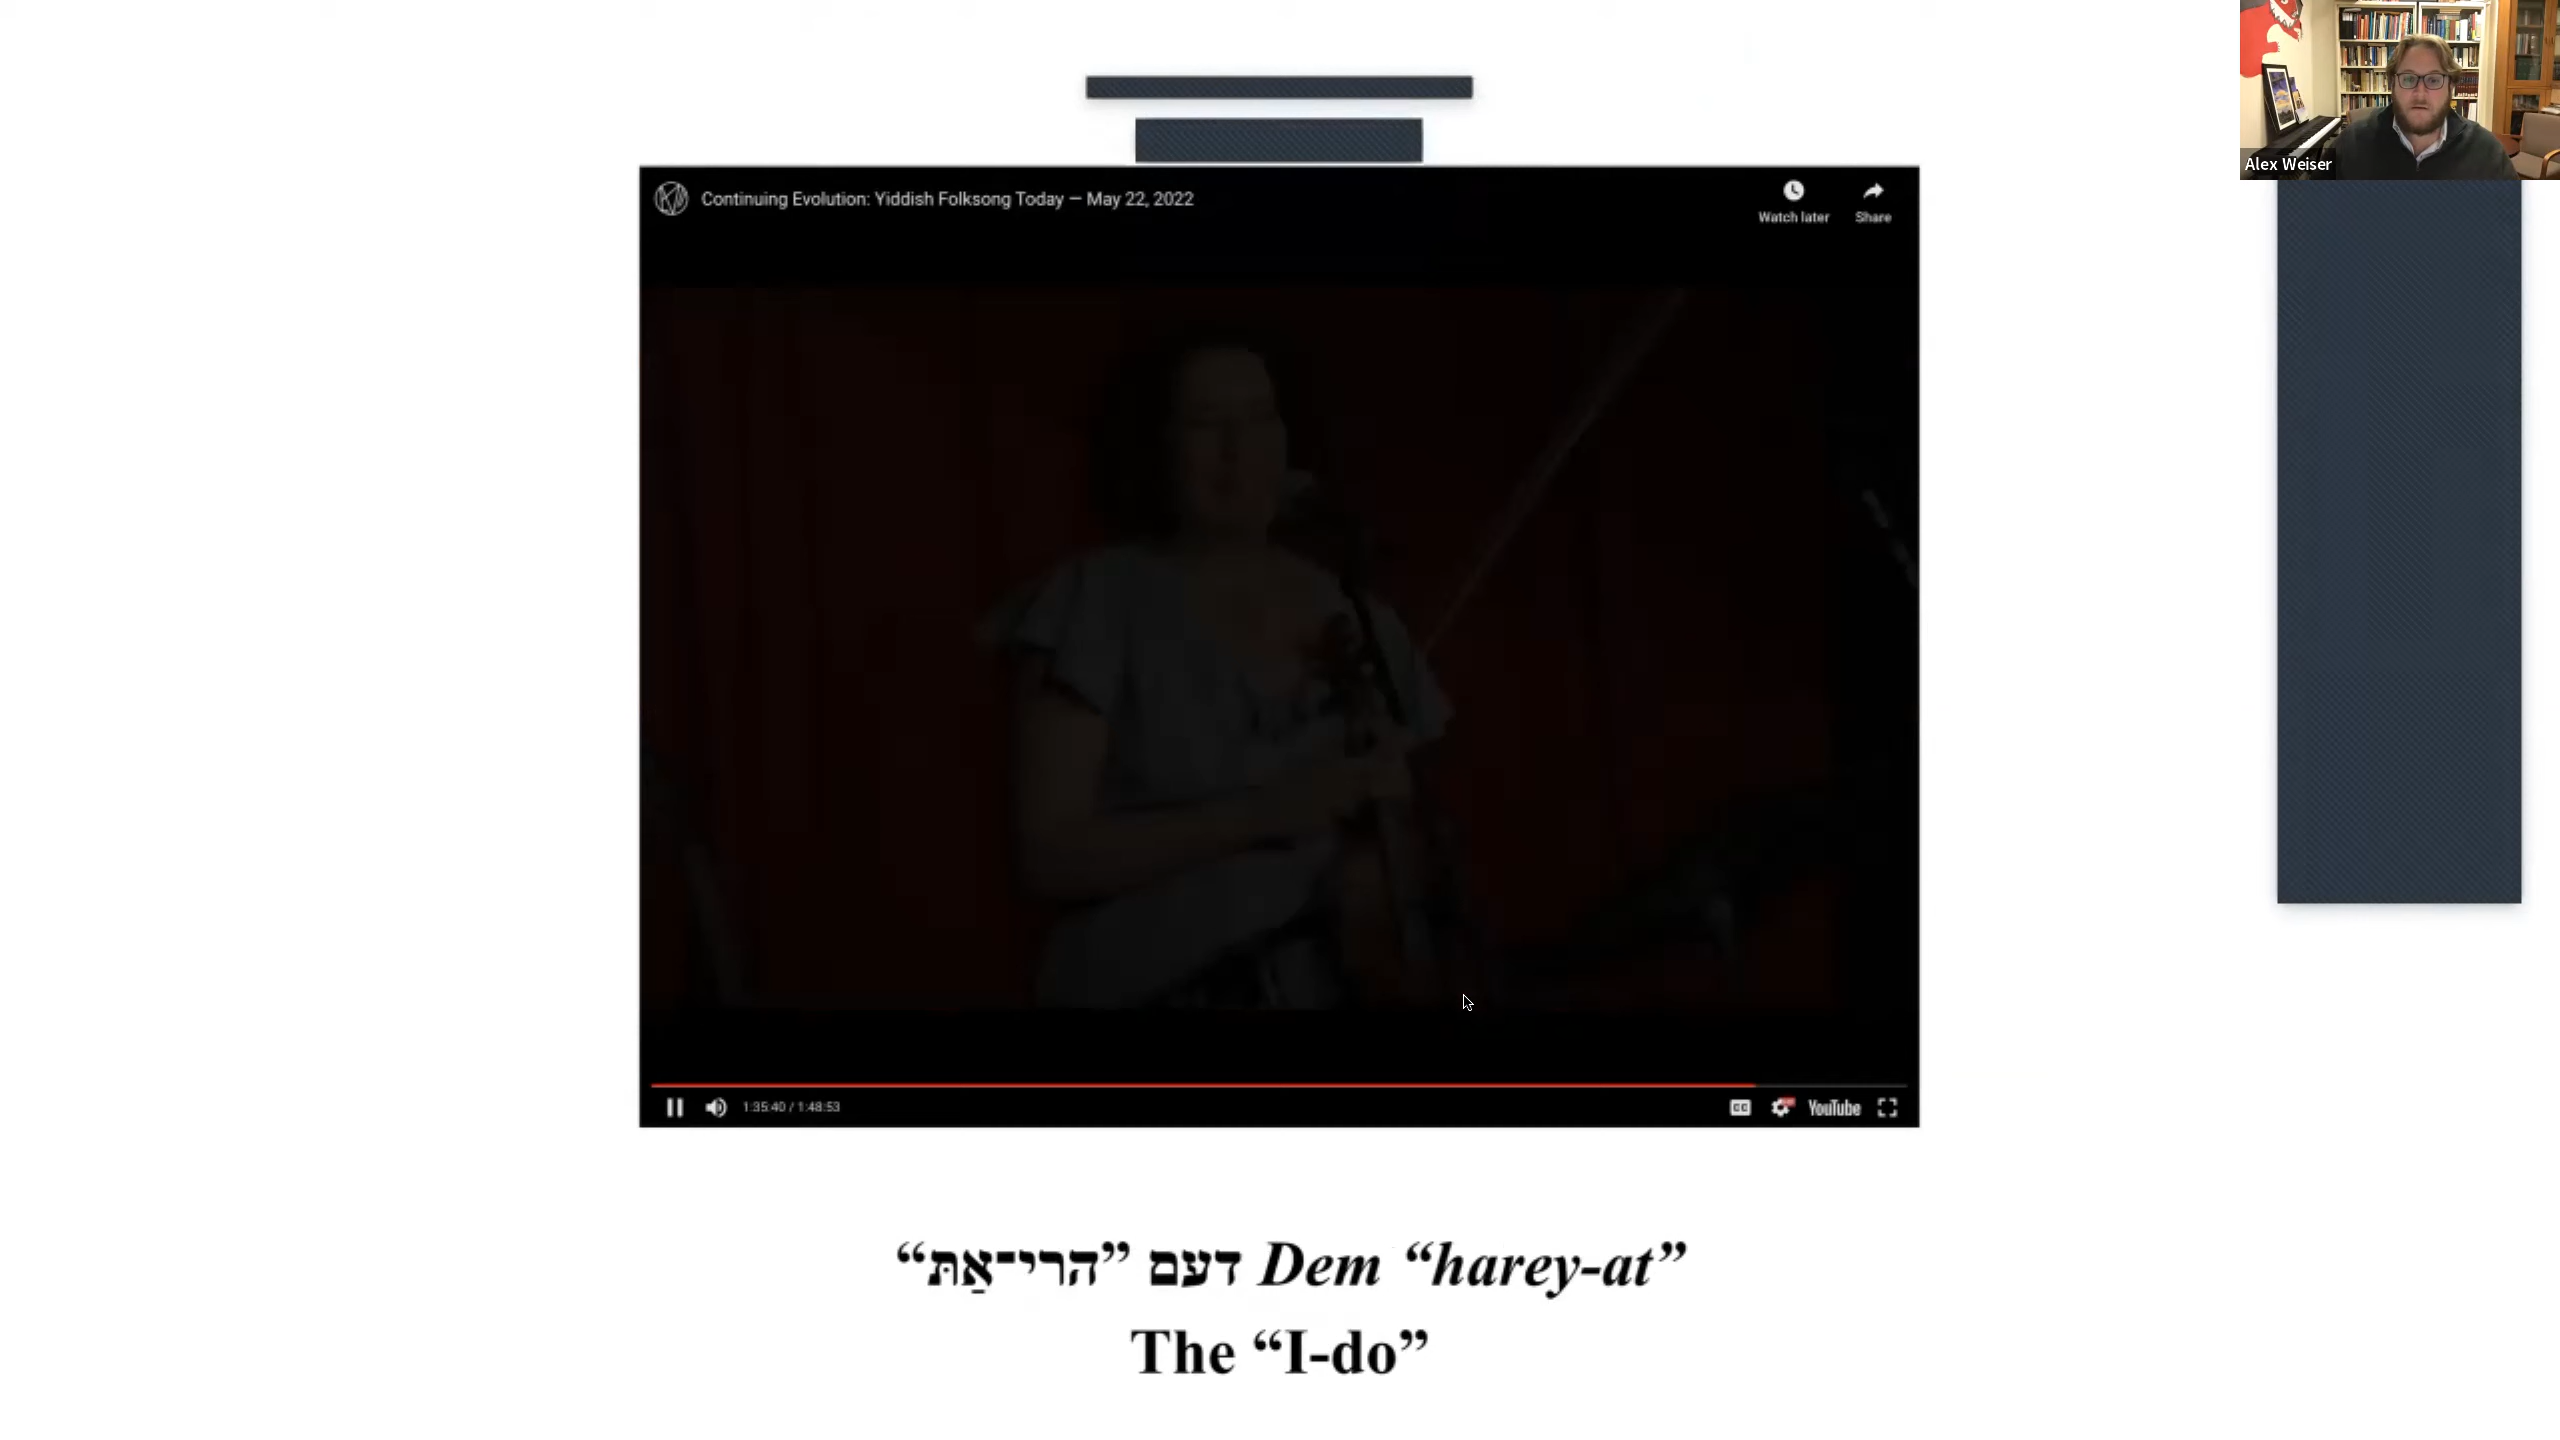 Alex Weiser
Continuing Evolution: Yiddish Folksong Today — May 22, 2022
Watch later
Share
1:35:40 / 1:48:53
CC
YouTube
דעם ”הרי־אַתּ“ Dem “harey-at”
The “I-do”